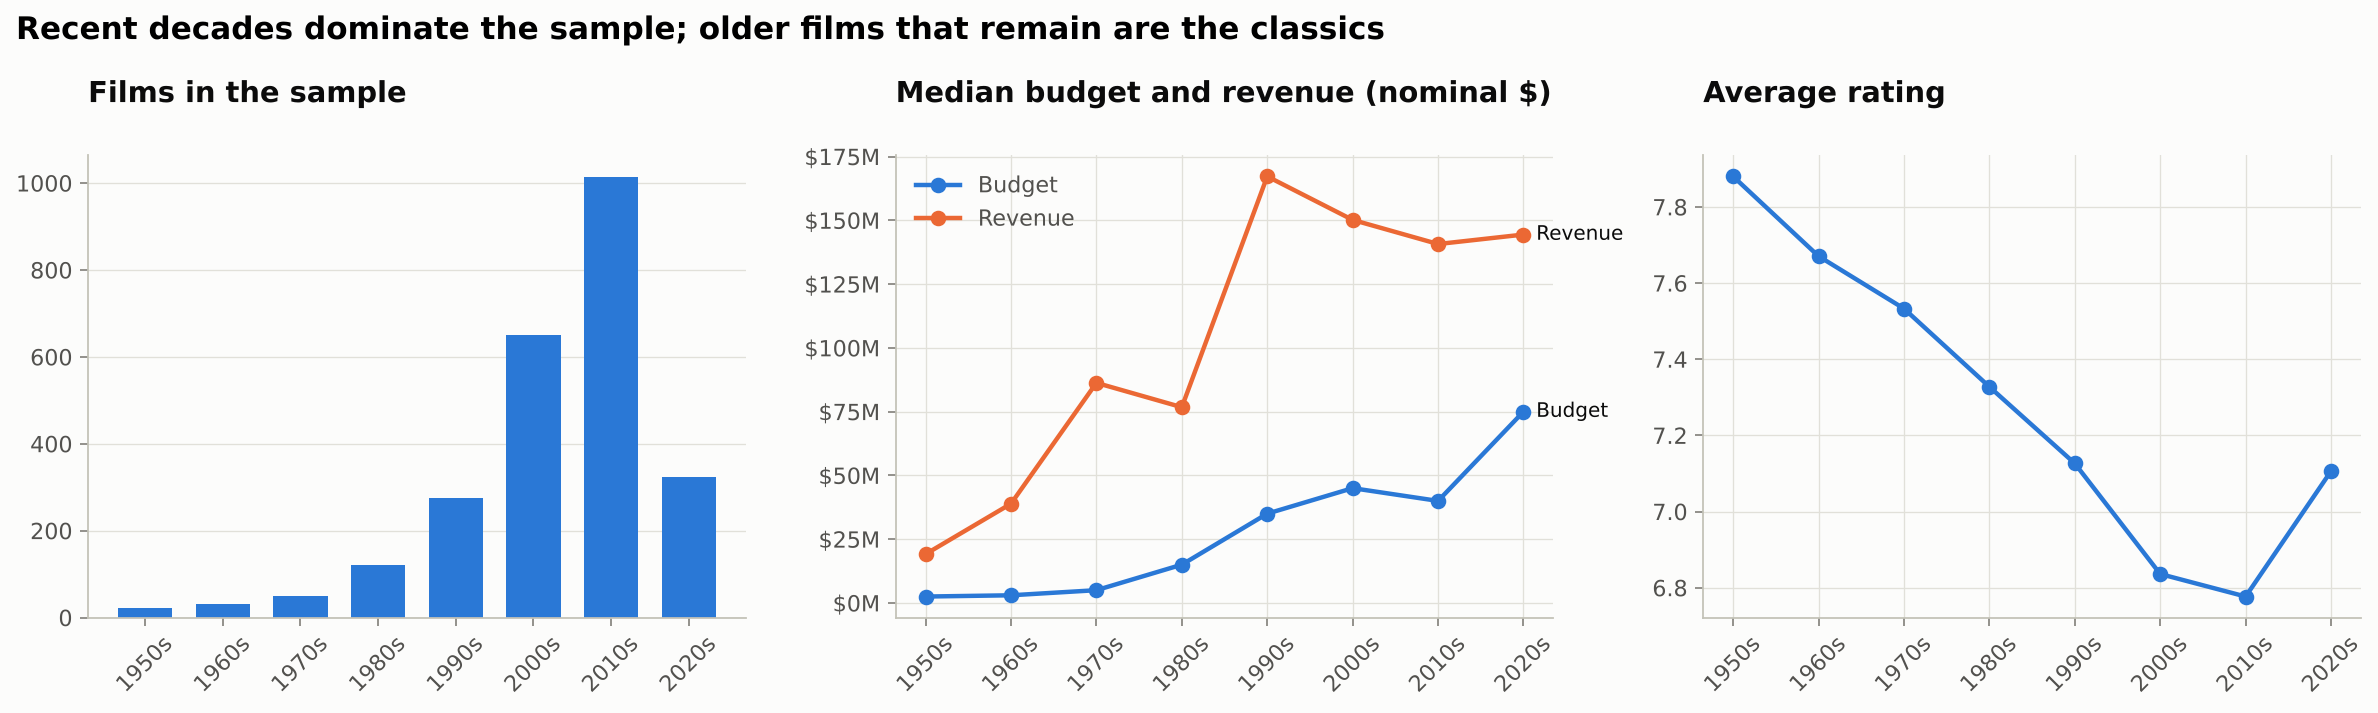 Recent decades dominate the sample; older films that remain are the classics
Films in the sample
1000
800
600
400
200
0
1950s
1960s
1970s
1980s
1990s
2000s
2010s
2020s
Median budget and revenue (nominal $)
$175M
$150M
$125M
$100M
$75M
$50M
$25M
$0M
Budget
Revenue
Revenue
Budget
1950s
1960s
1970s
1980s
1990s
2000s
2010s
2020s
Average rating
7.8
7.6
7.4
7.2
7.0
6.8
1950s
1960s
1970s
1980s
1990s
2000s
2010s
2020s